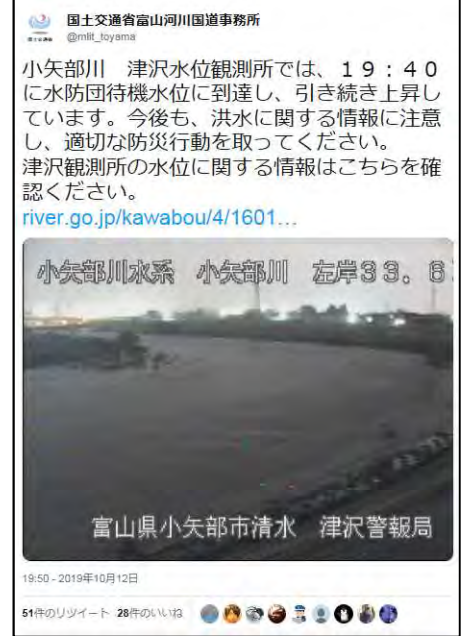 国土交通省富山河川国道事務所
@mlit_toyama
小矢部川　津沢水位観測所では、１９：４０
に水防団待機水位に到達し、引き続き上昇し
ています。今後も、洪水に関する情報に注意
し、適切な防災行動を取ってください。
津沢観測所の水位に関する情報はこちらを確
認ください。
river.go.jp/kawabou/4/1601…
小矢部川水系　小矢部川　左岸３３．６
富山県小矢部市清水　津沢警報局
19:50 - 2019年10月12日
51件のリツイート 28件のいいね